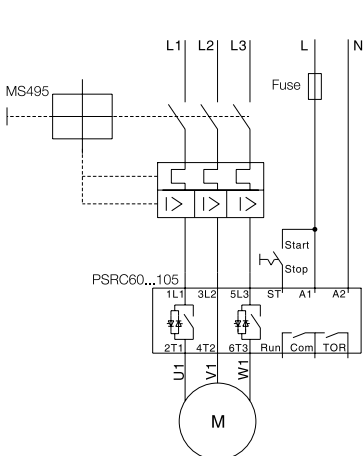 L1 L2 L3 L N
MS495
Fuse
I> I> I>
Start
Stop
PSRC60...105
1L1 3L2 5L3 ST A1 A2
2T1 4T2 6T3 Run Com TOR
U1 V1 W1
M